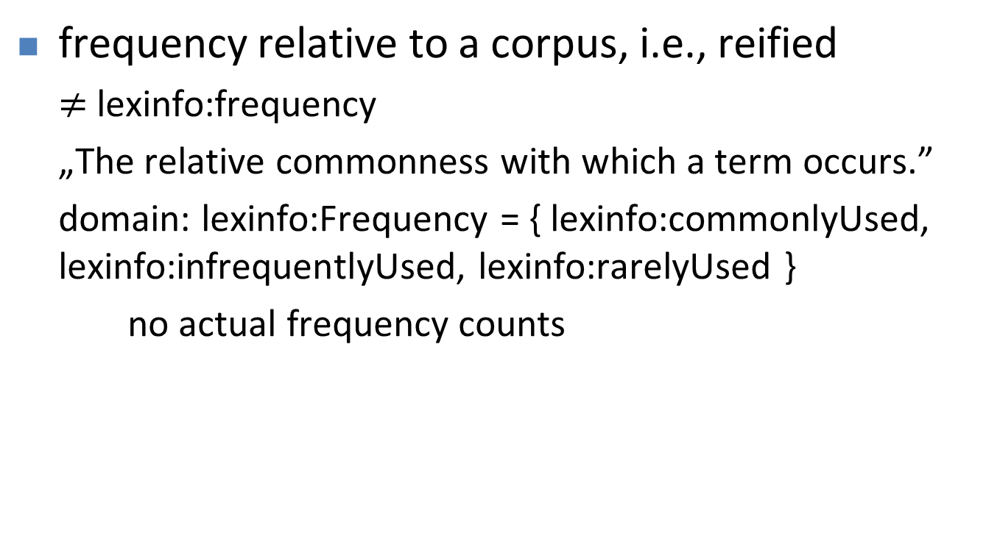 frequency relative to a corpus, i.e., reified
≠ lexinfo:frequency
„The relative commonness with which a term occurs.”
domain: lexinfo:Frequency = { lexinfo:commonlyUsed,
lexinfo:infrequentlyUsed, lexinfo:rarelyUsed }
no actual frequency counts